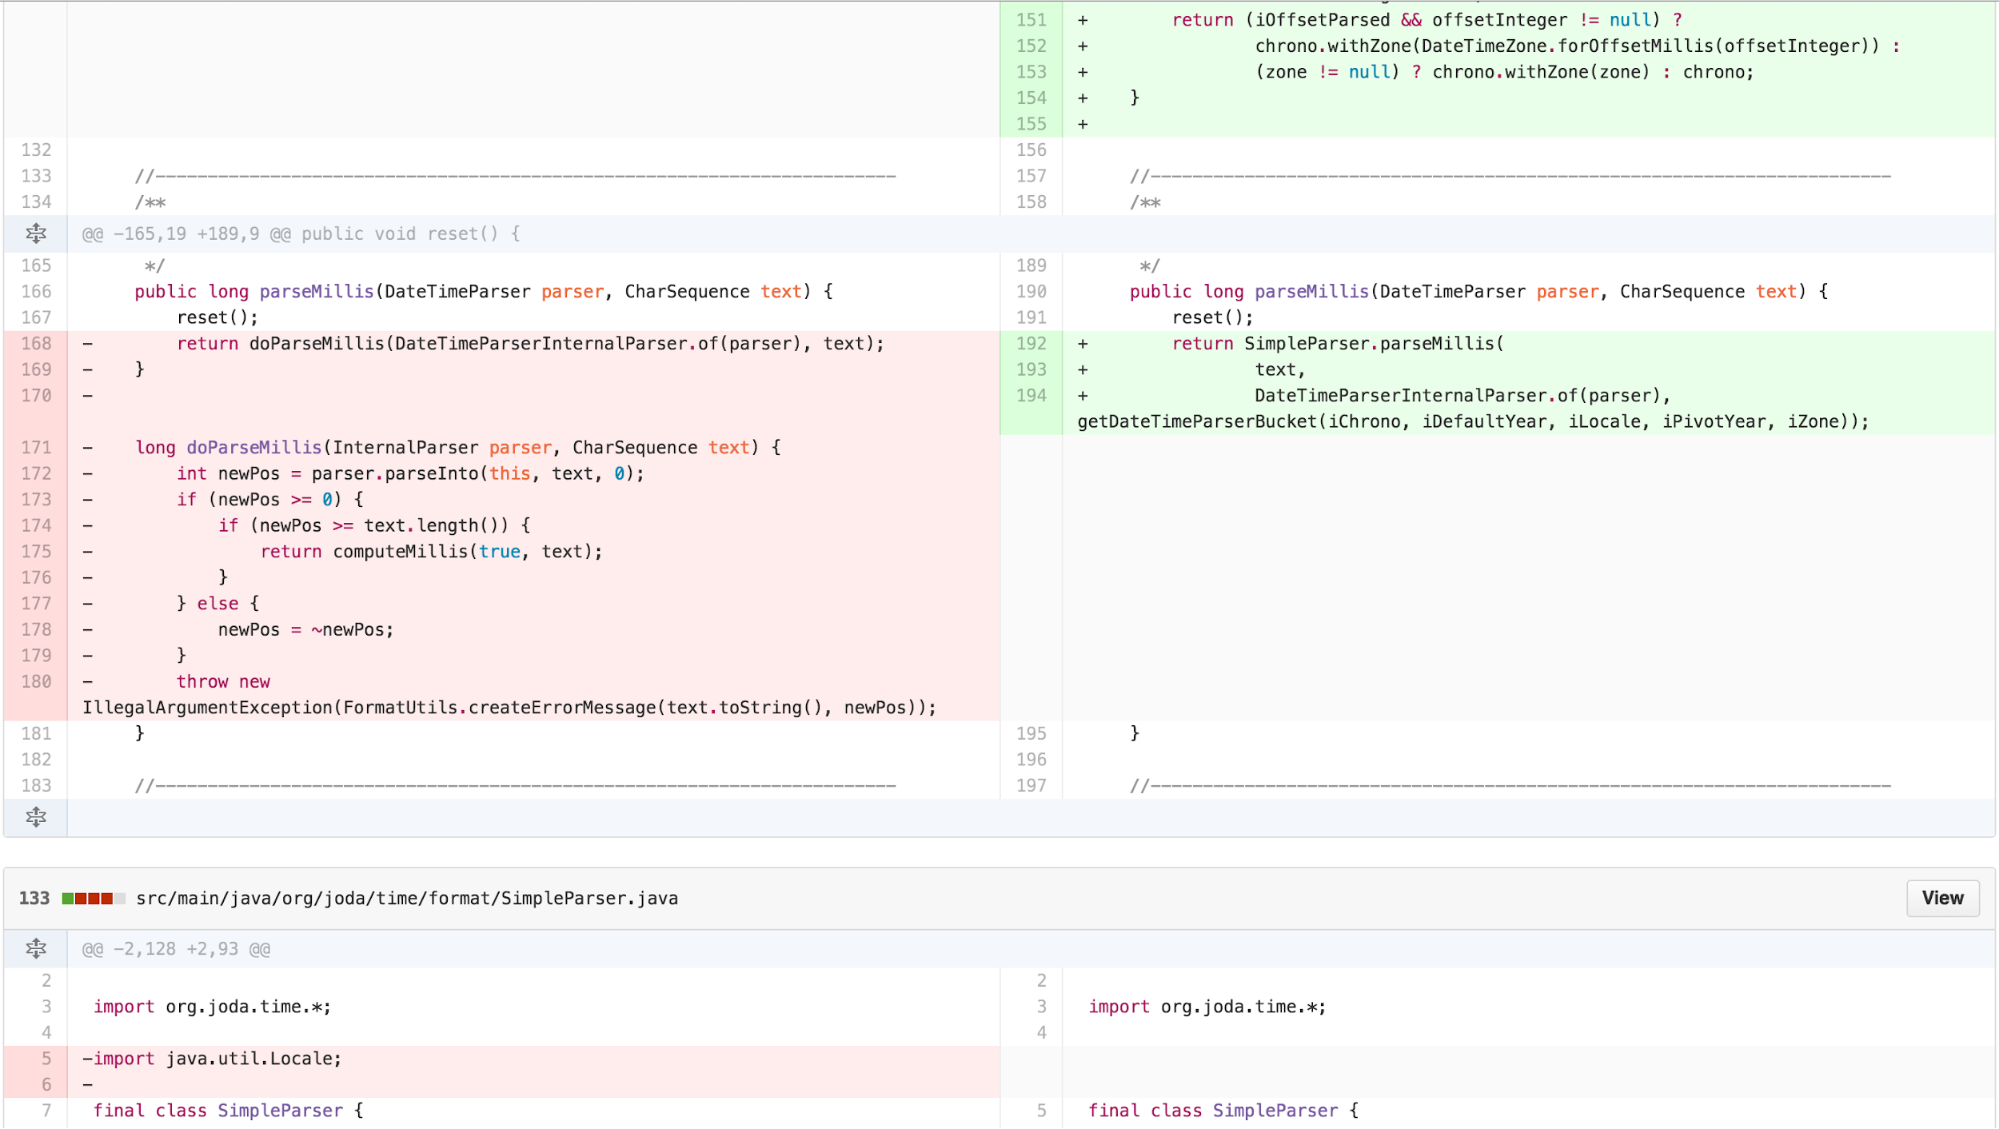 151 +         return (iOffsetParsed && offsetInteger != null) ?
152 +                 chrono.withZone(DateTimeZone.forOffsetMillis(offsetInteger)) :
153 +                 (zone != null) ? chrono.withZone(zone) : chrono;
154 +     }
155 +
132 156
133     //----------------------------------------------------------------------- 157     //-----------------------------------------------------------------------
134     /** 158     /**
@@ -165,19 +189,9 @@ public void reset() {
165      */ 189      */
166     public long parseMillis(DateTimeParser parser, CharSequence text) { 190     public long parseMillis(DateTimeParser parser, CharSequence text) {
167         reset(); 191         reset();
168 -         return doParseMillis(DateTimeParserInternalParser.of(parser), text); 192 +         return SimpleParser.parseMillis(
169 -     } 193 +                 text,
170 - 194 +                 DateTimeParserInternalParser.of(parser),
getDateTimeParserBucket(iChrono, iDefaultYear, iLocale, iPivotYear, iZone));
171 -     long doParseMillis(InternalParser parser, CharSequence text) {
172 -         int newPos = parser.parseInto(this, text, 0);
173 -         if (newPos >= 0) {
174 -             if (newPos >= text.length()) {
175 -                 return computeMillis(true, text);
176 -             }
177 -         } else {
178 -             newPos = ~newPos;
179 -         }
180 -         throw new
IllegalArgumentException(FormatUtils.createErrorMessage(text.toString(), newPos));
181     } 195     }
182 196
183     //----------------------------------------------------------------------- 197     //-----------------------------------------------------------------------
133 src/main/java/org/joda/time/format/SimpleParser.java View
@@ -2,128 +2,93 @@
2 2
3 import org.joda.time.*; 3 import org.joda.time.*;
4 4
5 -import java.util.Locale;
6 -
7 final class SimpleParser { 5 final class SimpleParser {